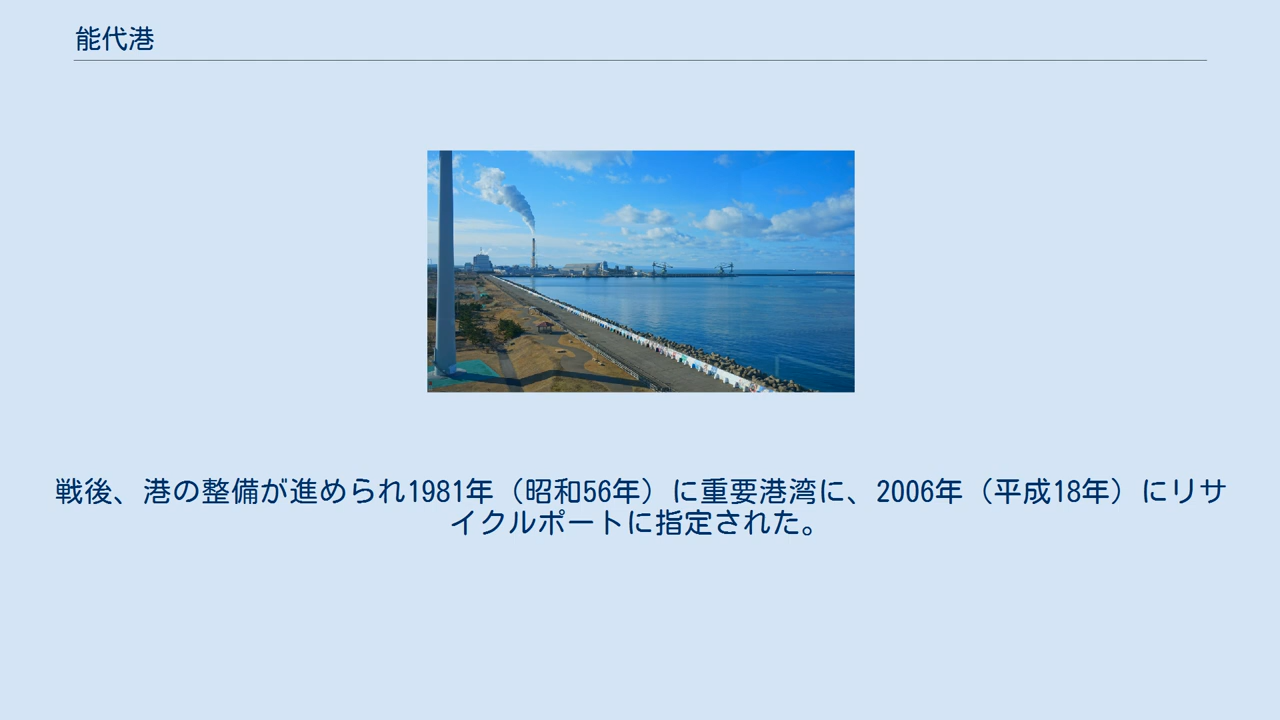 能代港
戦後、港の整備が進められ1981年（昭和56年）に重要港湾に、2006年（平成18年）にリサ
イクルポートに指定された。